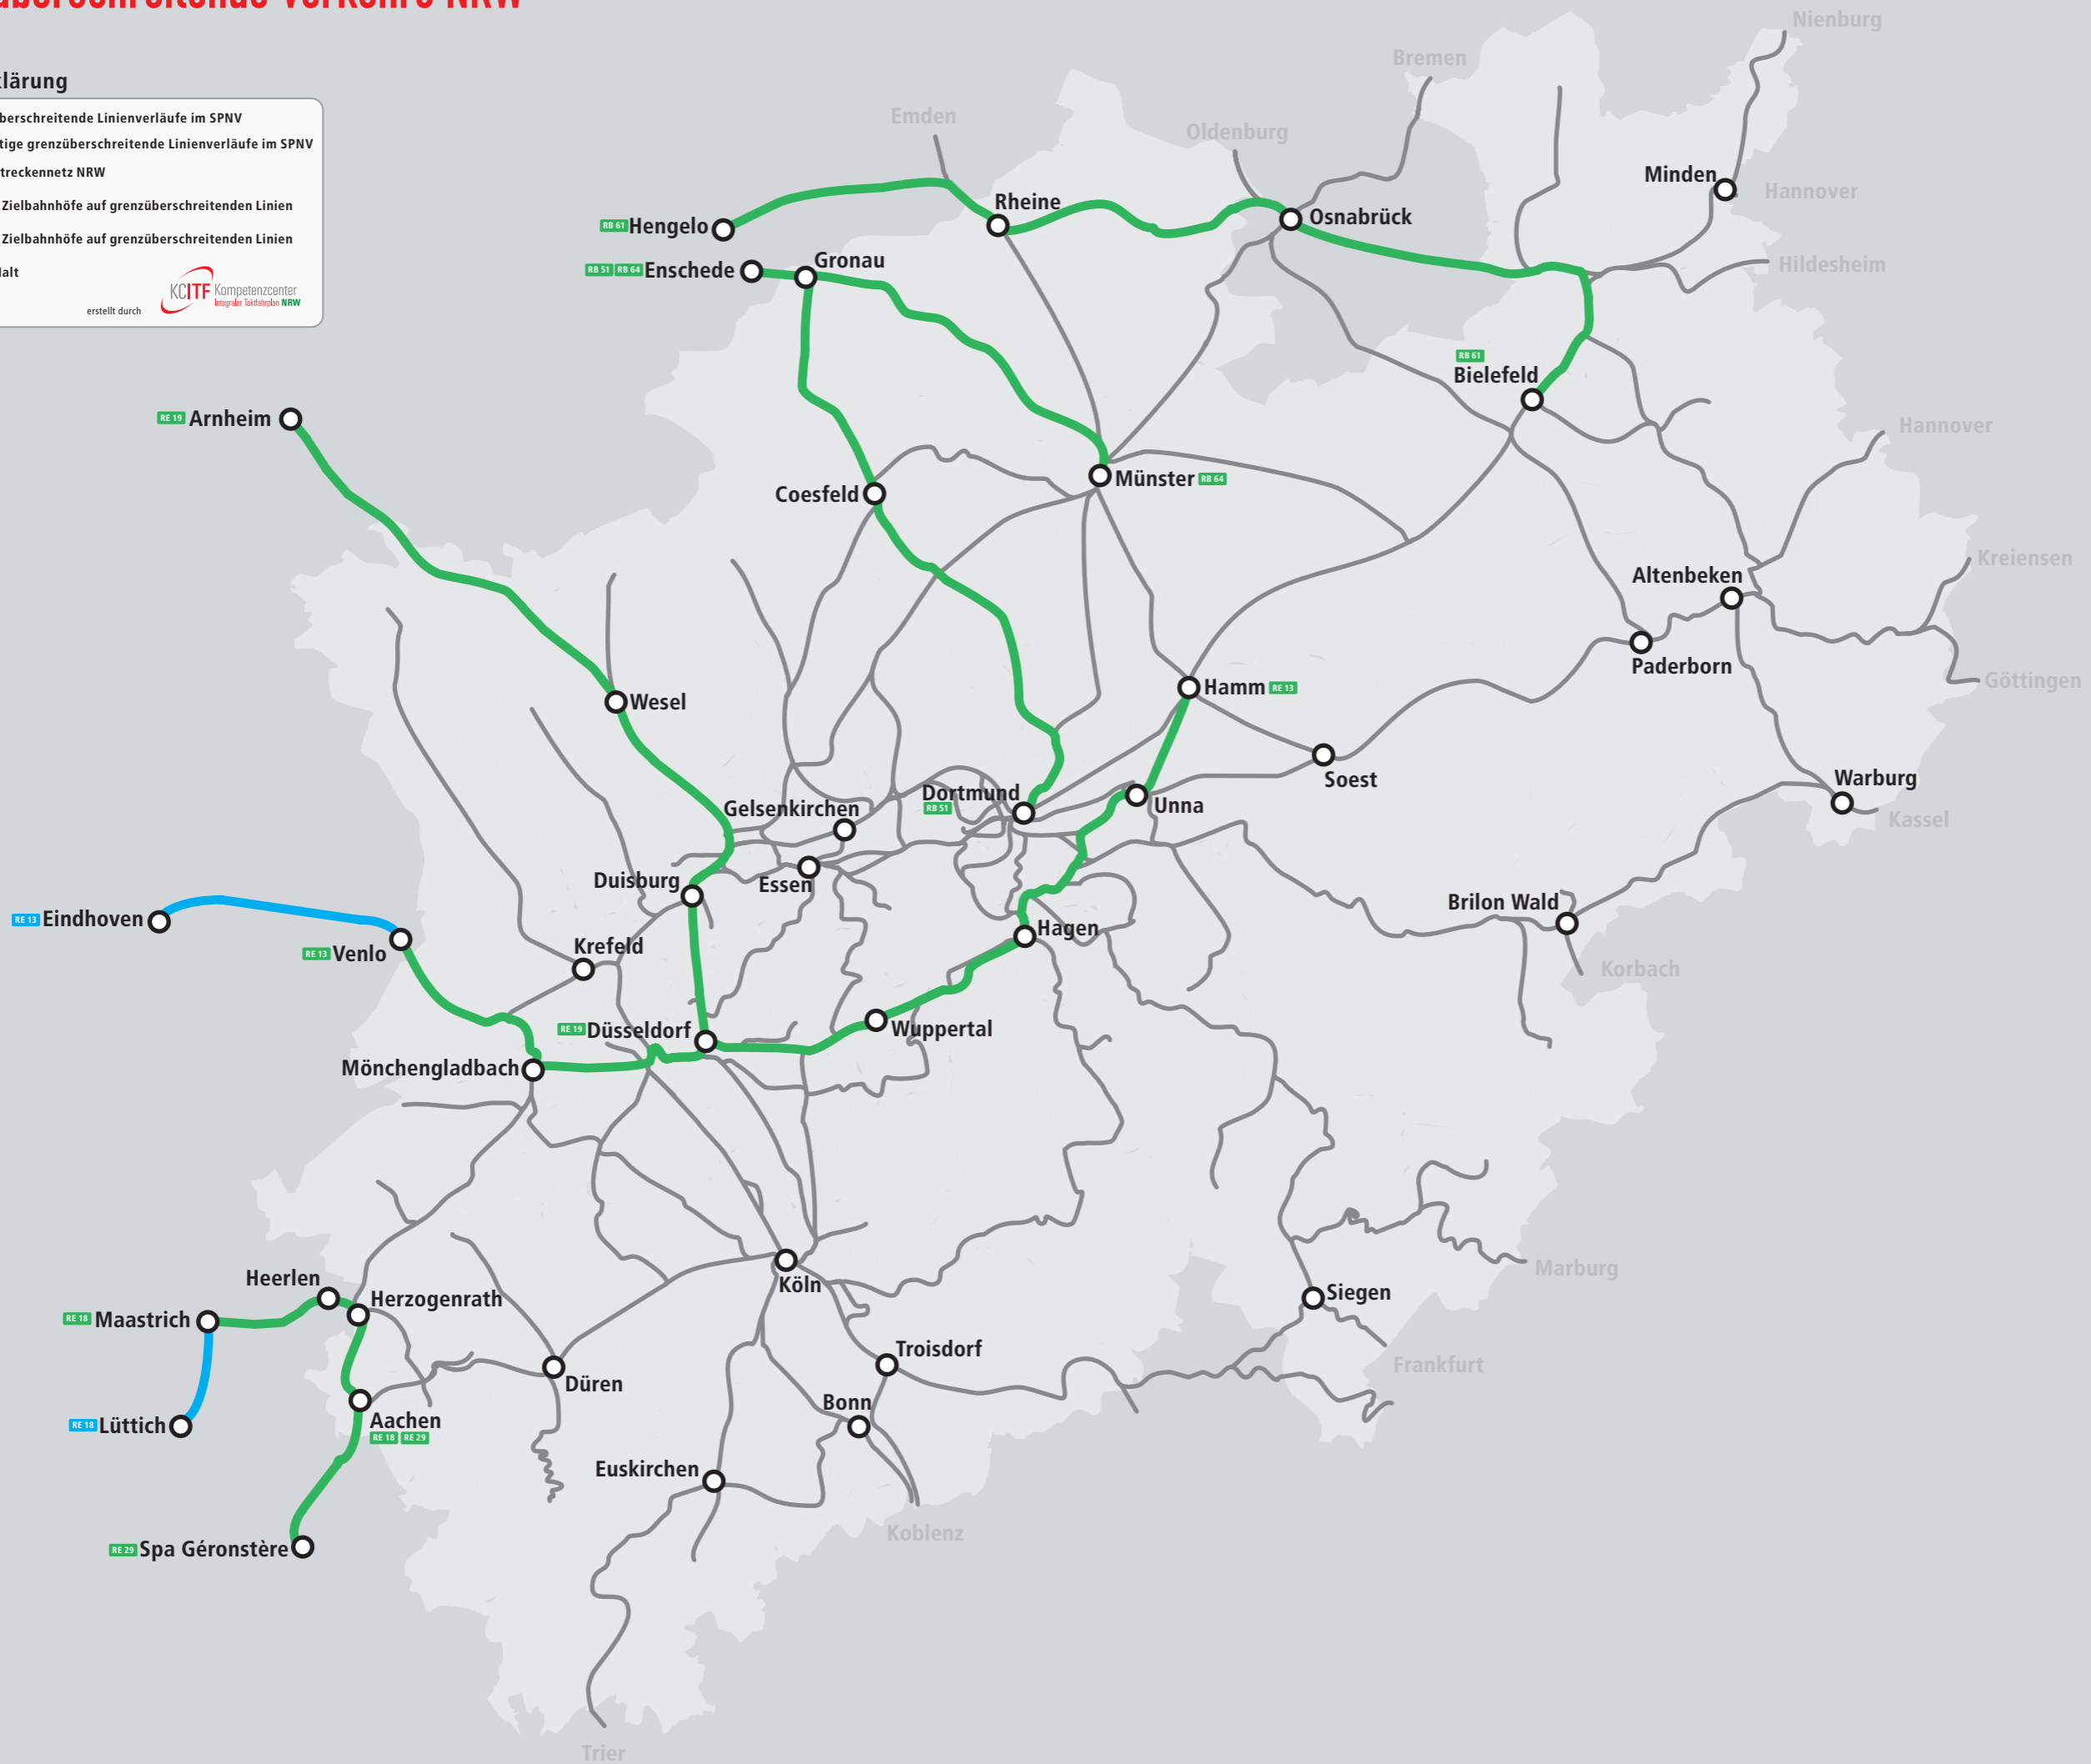 überschreitende Verkehre NRW
klärung
berschreitende Linienverläufe im SPNV
tige grenzüberschreitende Linienverläufe im SPNV
treckennetz NRW
Zielbahnhöfe auf grenzüberschreitenden Linien
Zielbahnhöfe auf grenzüberschreitenden Linien
Halt
erstellt durch
KCITF Kompetenzcenter
Integraler Taktfahrplan NRW
Nienburg
Bremen
Emden
Oldenburg
Minden
Hannover
Rheine
Osnabrück
RB 61 Hengelo
Gronau
RB 51 RB 64 Enschede
Hildesheim
RB 61
Bielefeld
RE 19 Arnheim
Hannover
Münster RB 64
Coesfeld
Kreiensen
Altenbeken
Paderborn
Göttingen
Hamm RE 13
Wesel
Soest
Warburg
Dortmund
RB 51
Unna
Gelsenkirchen
Kassel
Duisburg
Essen
Brilon Wald
RE 13 Eindhoven
Hagen
RE 13 Venlo
Krefeld
Korbach
RE 19 Düsseldorf
Wuppertal
Mönchengladbach
Marburg
Heerlen
Köln
Siegen
Herzogenrath
RE 18 Maastrich
Troisdorf
Frankfurt
Düren
Bonn
RE 18 Lüttich
Aachen
RE 18 RE 29
Euskirchen
Koblenz
RE 29 Spa Géronstère
Trier